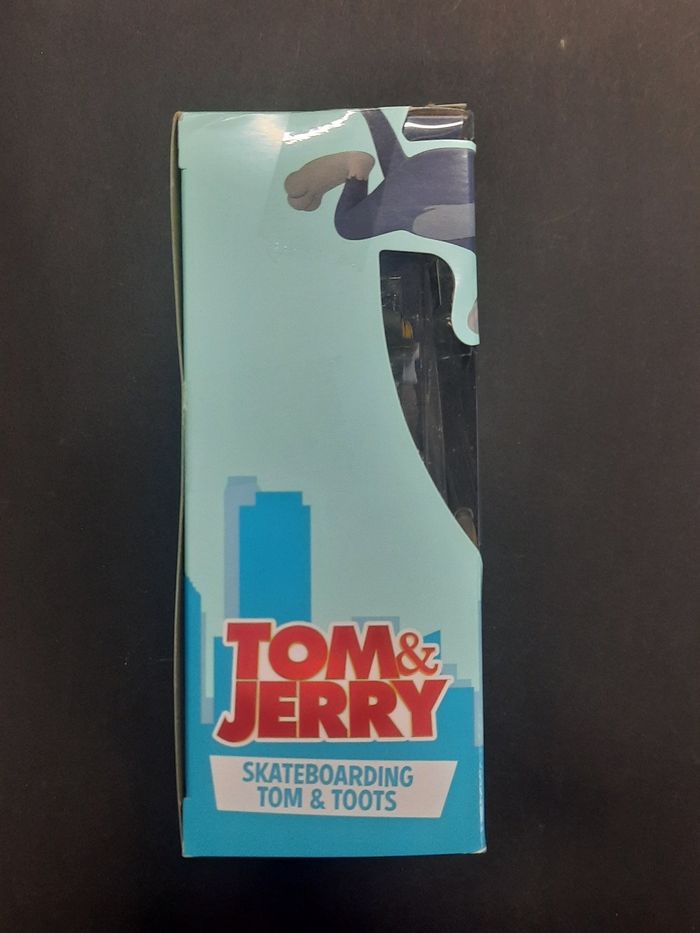 TOM &
JERRY
SKATEBOARDING
TOM & TOOTS